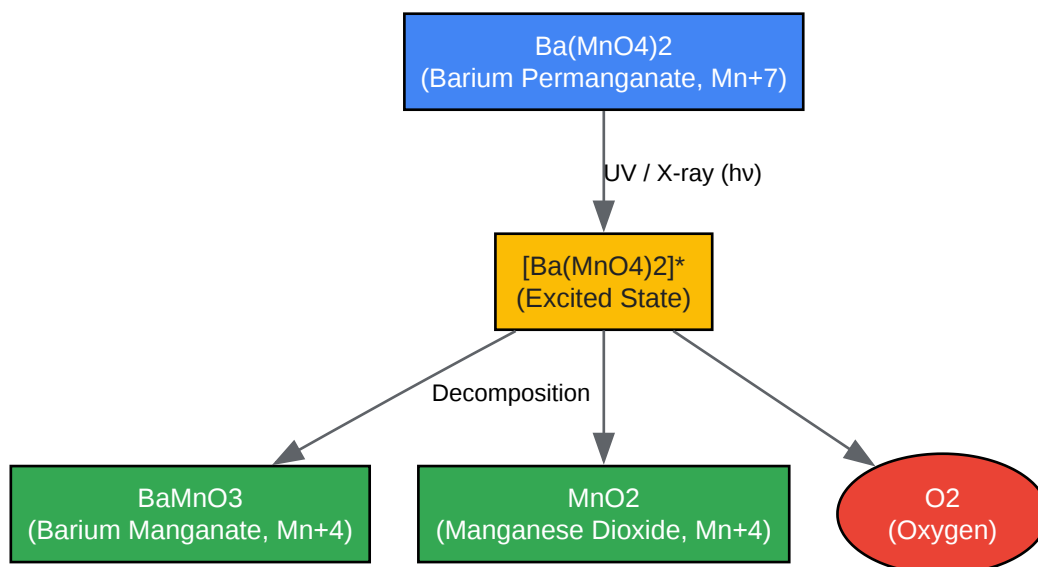 Ba(MnO4)2
(Barium Permanganate, Mn+7)
UV / X-ray (hν)
[Ba(MnO4)2]*
(Excited State)
Decomposition
BaMnO3
(Barium Manganate, Mn+4)
MnO2
(Manganese Dioxide, Mn+4)
O2
(Oxygen)